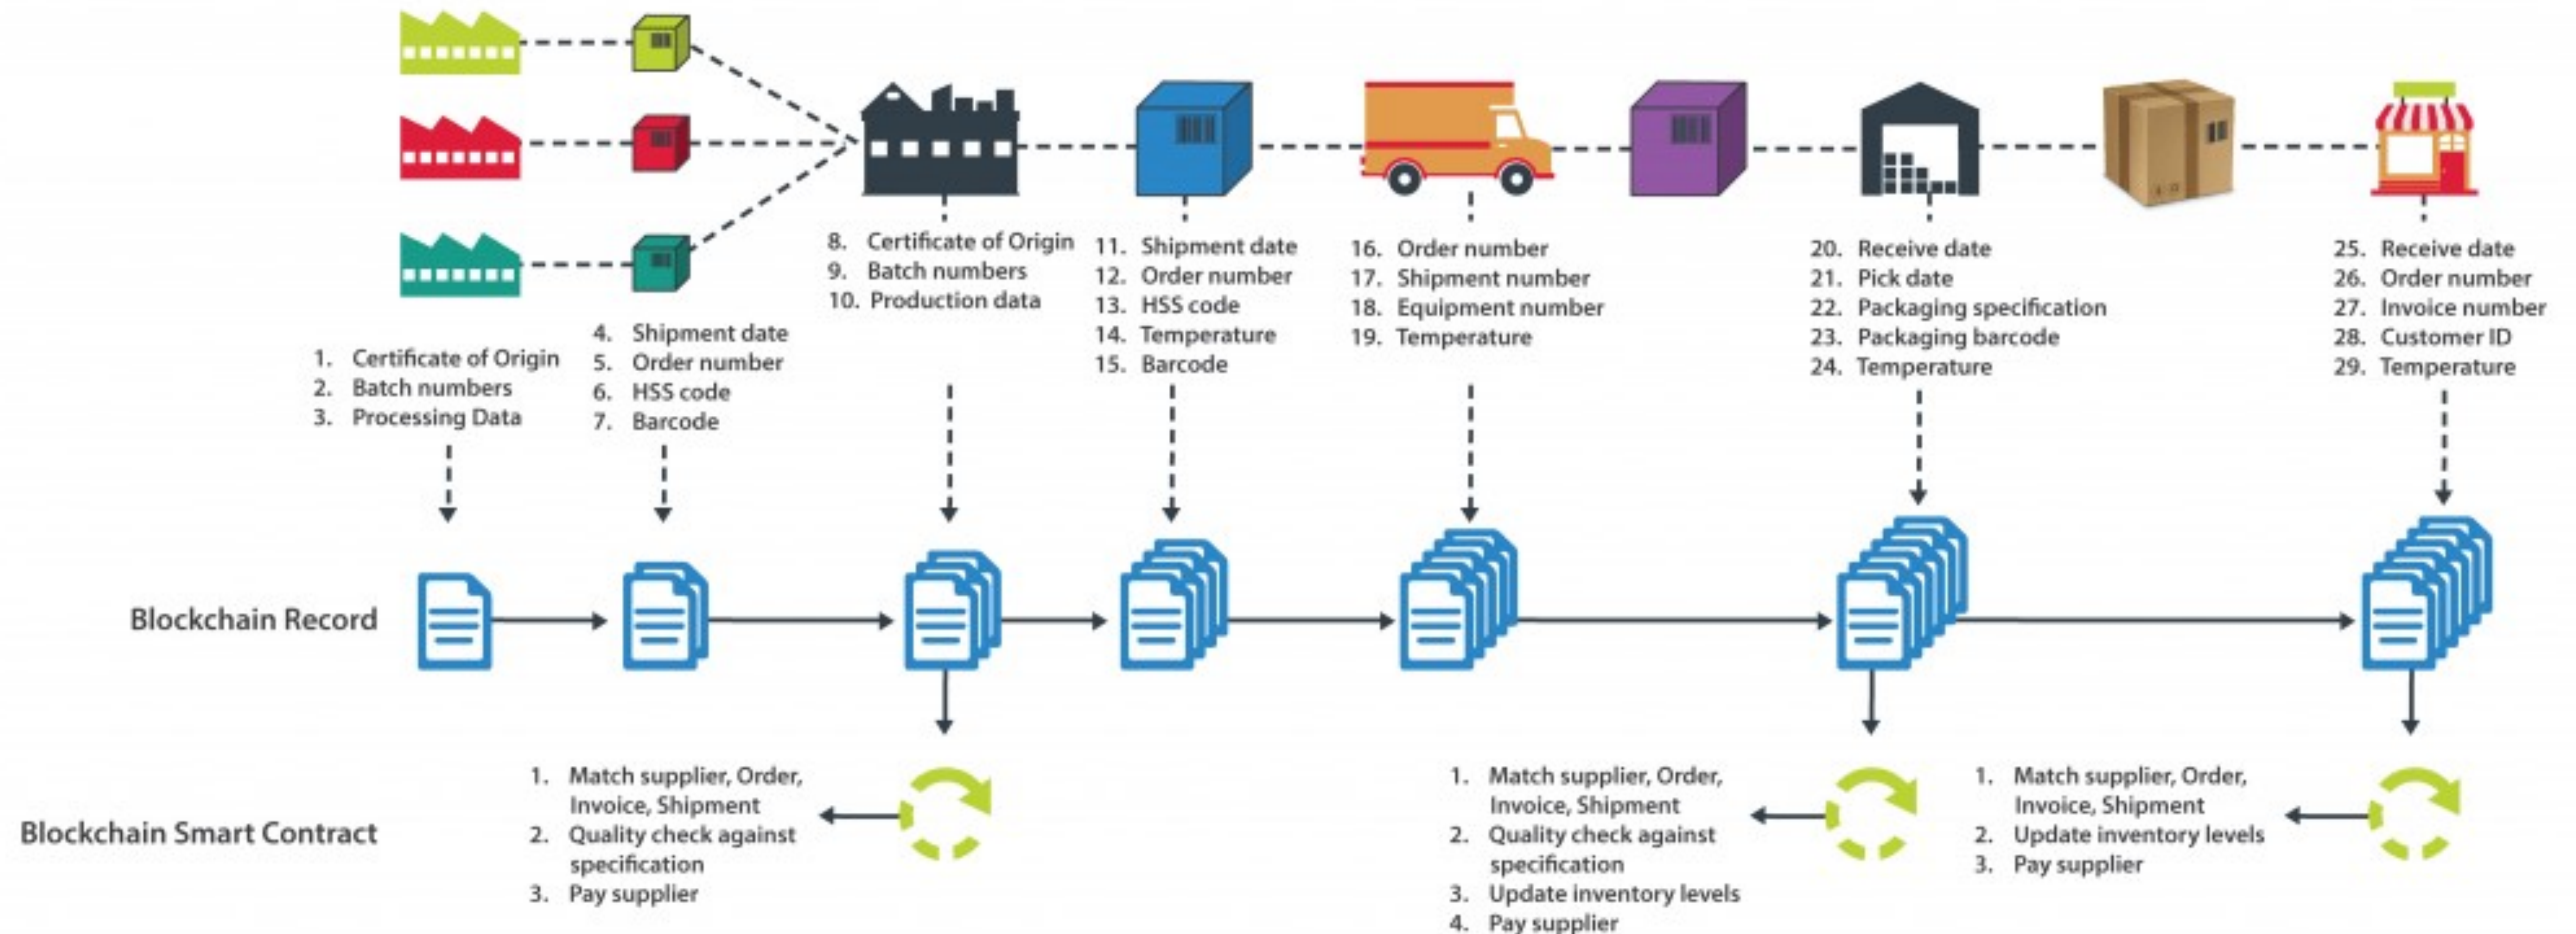 1. Certificate of Origin
2. Batch numbers
3. Processing Data
4. Shipment date
5. Order number
6. HSS code
7. Barcode
8. Certificate of Origin
9. Batch numbers
10. Production data
11. Shipment date
12. Order number
13. HSS code
14. Temperature
15. Barcode
16. Order number
17. Shipment number
18. Equipment number
19. Temperature
20. Receive date
21. Pick date
22. Packaging specification
23. Packaging barcode
24. Temperature
25. Receive date
26. Order number
27. Invoice number
28. Customer ID
29. Temperature
Blockchain Record
Blockchain Smart Contract
1. Match supplier, Order,
Invoice, Shipment
2. Quality check against
specification
3. Pay supplier
1. Match supplier, Order,
Invoice, Shipment
2. Quality check against
specification
3. Update inventory levels
4. Pay supplier
1. Match supplier, Order,
Invoice, Shipment
2. Update inventory levels
3. Pay supplier